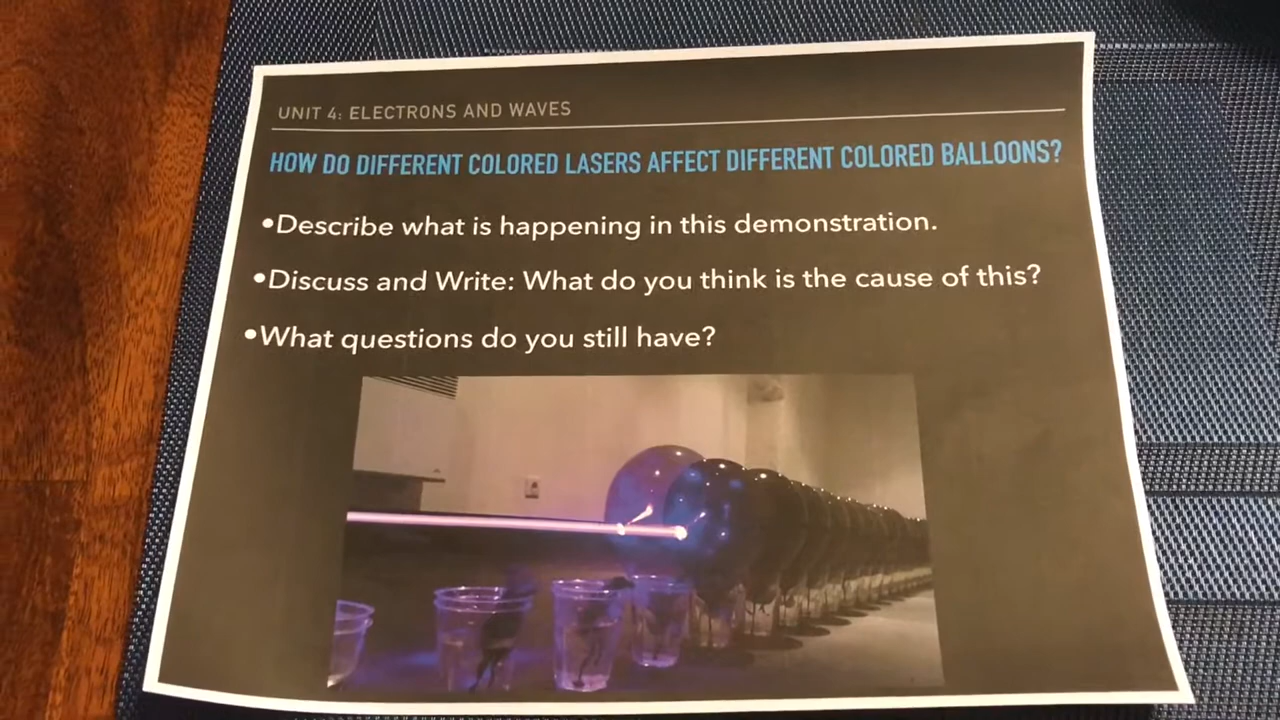 UNIT 4: ELECTRONS AND WAVES
HOW DO DIFFERENT COLORED LASERS AFFECT DIFFERENT COLORED BALLOONS?
•Describe what is happening in this demonstration.
•Discuss and Write: What do you think is the cause of this?
•What questions do you still have?